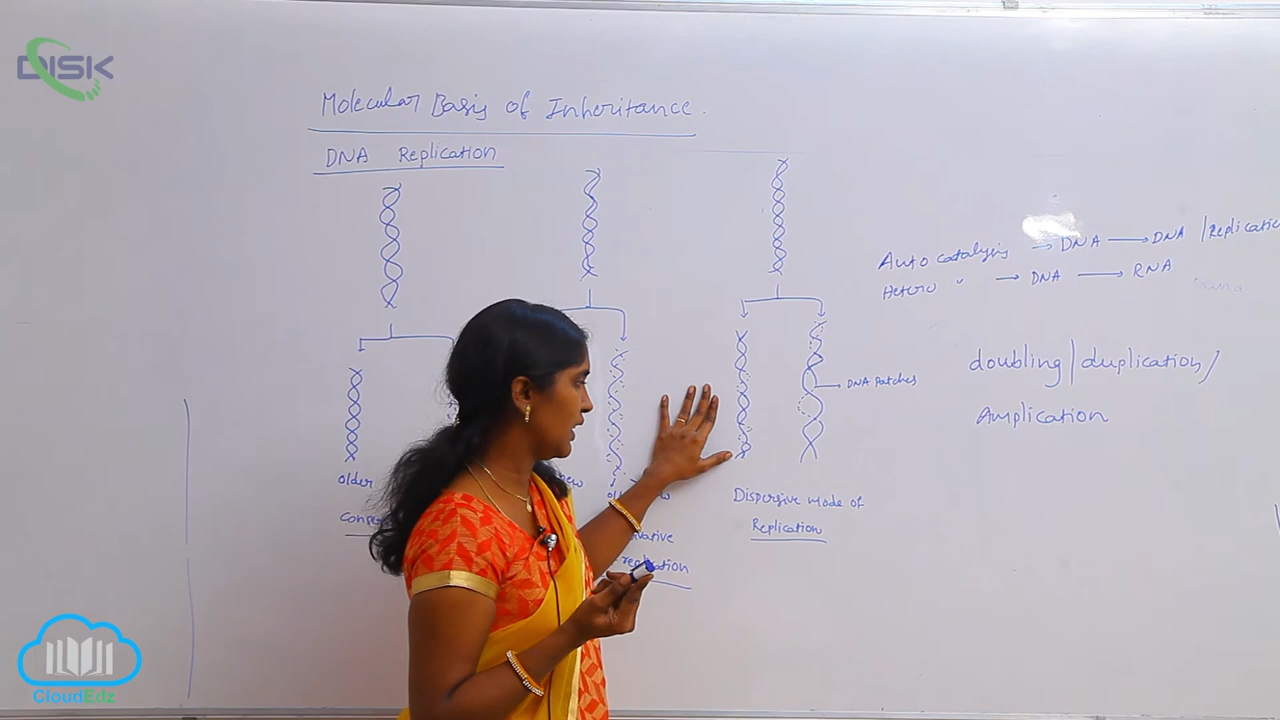 DISK
Molecular Basis of Inheritance.
DNA Replication
Auto catalysis → DNA → DNA / Replication
Hetero " → DNA → RNA
doubling / duplication /
Amplication
DNA Patches
older
new
Dispersive mode of
Replication
CloudEdz